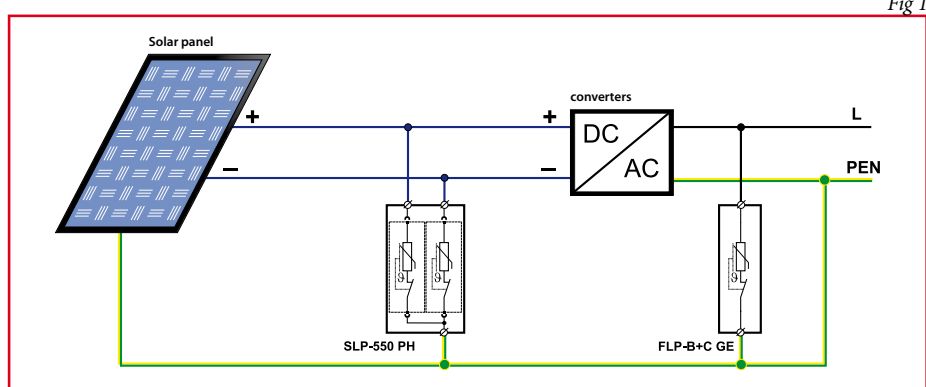 Fig 1
Solar panel
converters
+
+
L
DC
AC
−
−
PEN
ϑ
ϑ
ϑ
SLP-550 PH
FLP-B+C GE